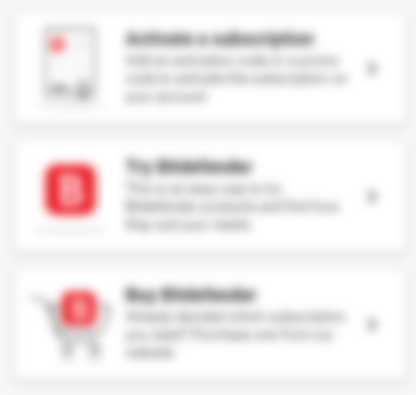 Activate a subscription
Add an activation code or a promo
code to activate the subscription on
your account
B
Try Bitdefender
This is an easy way to try
Bitdefender products and find how
they suit your needs.
B
Buy Bitdefender
Already decided which subscription
you need? Purchase one from our
website